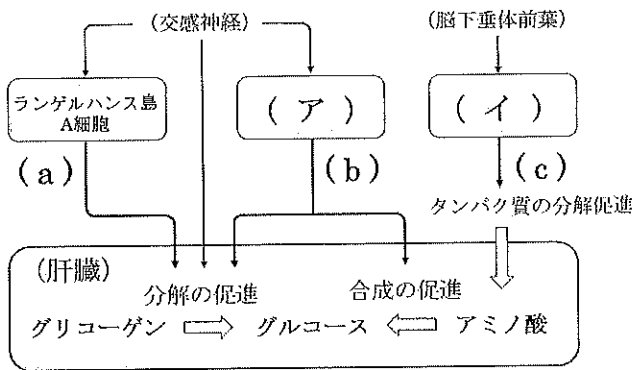 (交感神経)
(脳下垂体前葉)
ランゲルハンス島
A細胞
(ア)
(イ)
(a)
(b)
(c)
タンパク質の分解促進
(肝臓)
分解の促進
合成の促進
グリコーゲン
グルコース
アミノ酸